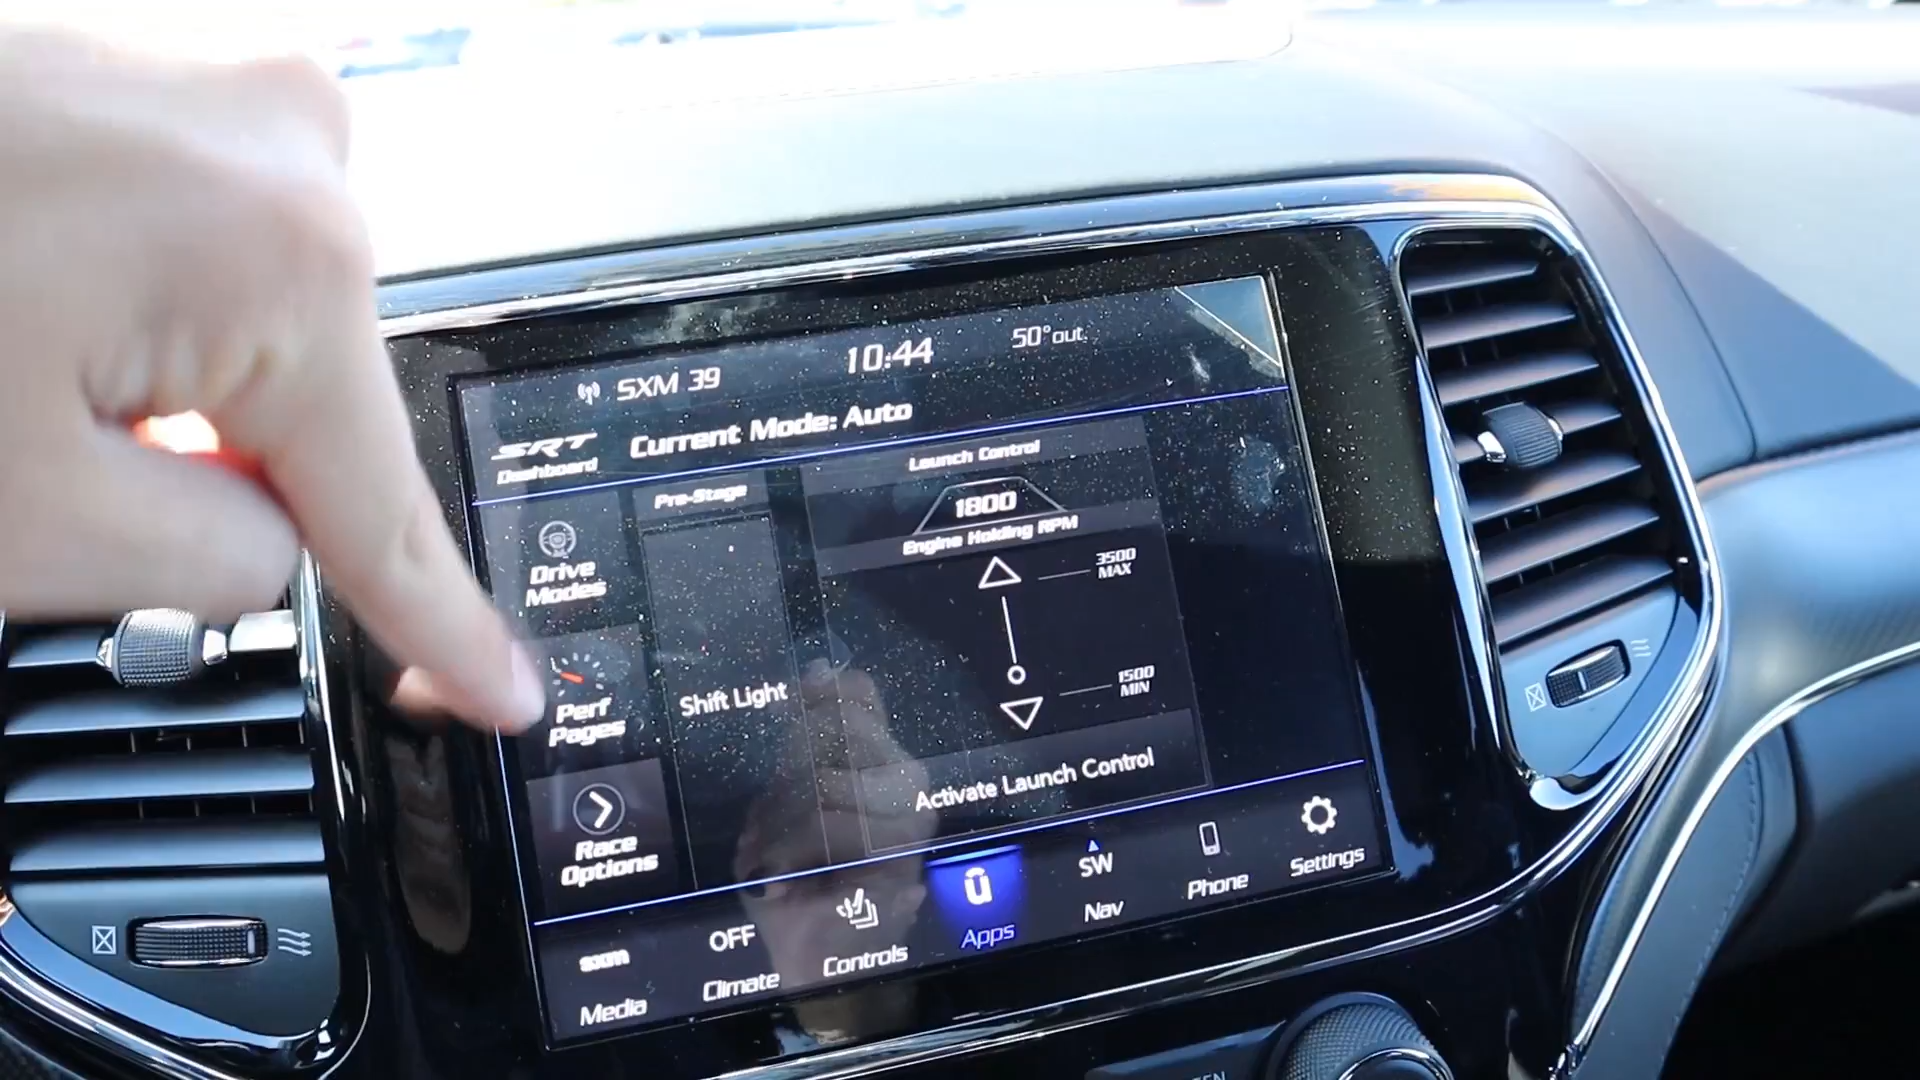 SXM 39
10:44
50° out
SRT
Dashboard
Current Mode: Auto
Drive
Modes
Perf
Pages
Race
Options
Pre-Stage
Shift Light
Launch Control
1800
Engine Holding RPM
3500
MAX
1500
MIN
Activate Launch Control
sxm
Media
OFF
Climate
Controls
ū
Apps
SW
Nav
Phone
Settings